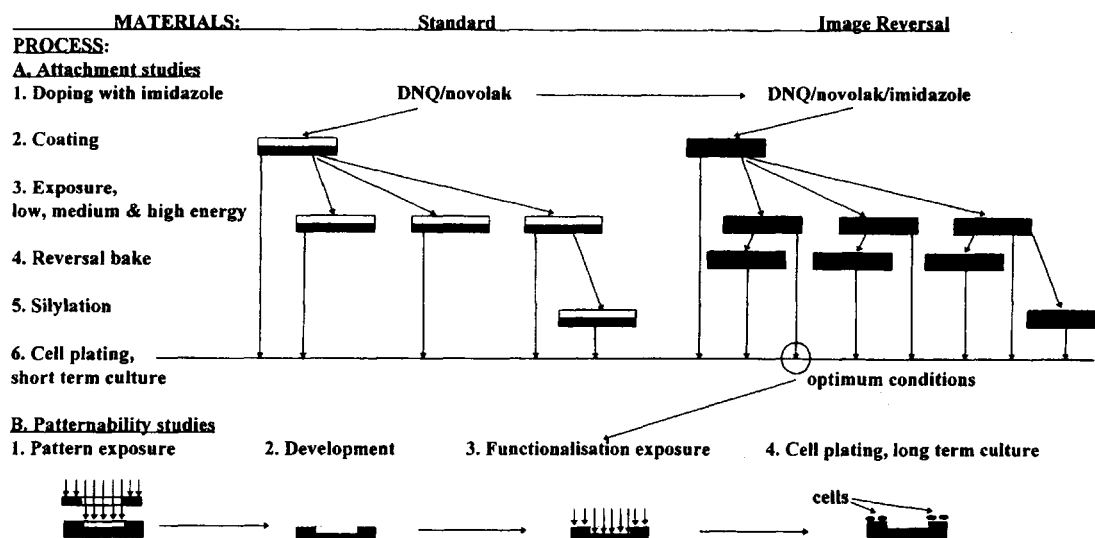 MATERIALS: Standard Image Reversal
PROCESS:
A. Attachment studies
1. Doping with imidazole DNQ/novolak DNQ/novolak/imidazole
2. Coating
3. Exposure,
low, medium & high energy
4. Reversal bake
5. Silylation
6. Cell plating,
short term culture
optimum conditions
B. Patternability studies
1. Pattern exposure 2. Development 3. Functionalisation exposure 4. Cell plating, long term culture
cells